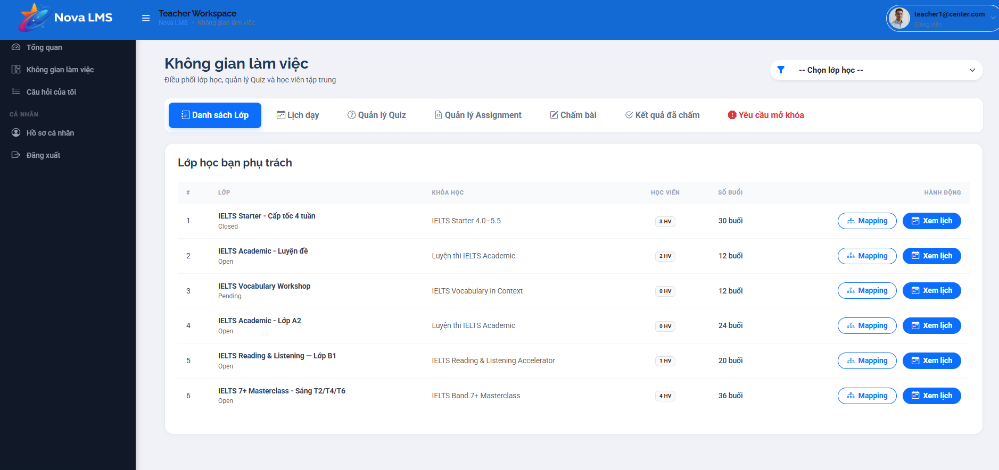 Nova LMS
Teacher Workspace
Nova LMS > Không gian làm việc
teacher1@center.com
Giảng viên
Tổng quan
Không gian làm việc
Câu hỏi của tôi
CÁ NHÂN
Hồ sơ cá nhân
Đăng xuất
Không gian làm việc
Điều phối lớp học, quản lý Quiz và học viên tập trung
-- Chọn lớp học --
Danh sách Lớp Lịch dạy Quản lý Quiz Quản lý Assignment Chấm bài Kết quả đã chấm Yêu cầu mở khóa
Lớp học bạn phụ trách
# LỚP KHÓA HỌC HỌC VIÊN SỐ BUỔI HÀNH ĐỘNG
1 IELTS Starter - Cấp tốc 4 tuần IELTS Starter 4.0–5.5 3 HV 30 buổi Mapping Xem lịch
Closed
2 IELTS Academic - Luyện đề Luyện thi IELTS Academic 2 HV 12 buổi Mapping Xem lịch
Open
3 IELTS Vocabulary Workshop IELTS Vocabulary in Context 0 HV 12 buổi Mapping Xem lịch
Pending
4 IELTS Academic - Lớp A2 Luyện thi IELTS Academic 0 HV 24 buổi Mapping Xem lịch
Open
5 IELTS Reading & Listening — Lớp B1 IELTS Reading & Listening Accelerator 1 HV 20 buổi Mapping Xem lịch
Open
6 IELTS 7+ Masterclass - Sáng T2/T4/T6 IELTS Band 7+ Masterclass 4 HV 36 buổi Mapping Xem lịch
Open